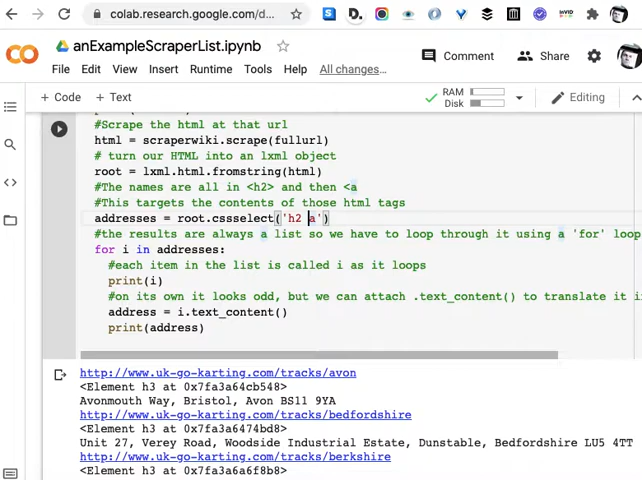 colab.research.google.com/d...
anExampleScraperList.ipynb
Comment
Share
File Edit View Insert Runtime Tools Help All changes...
+ Code + Text
RAM
Disk
Editing
#Scrape the html at that url
html = scraperwiki.scrape(fullurl)
# turn our HTML into an lxml object
root = lxml.html.fromstring(html)
#The names are all in <h2> and then <a
#This targets the contents of those html tags
addresses = root.cssselect('h2 a')
#the results are always a list so we have to loop through it using a 'for' loop
for i in addresses:
#each item in the list is called i as it loops
print(i)
#on its own it looks odd, but we can attach .text_content() to translate it i
address = i.text_content()
print(address)
http://www.uk-go-karting.com/tracks/avon
<Element h3 at 0x7fa3a64cb548>
Avonmouth Way, Bristol, Avon BS11 9YA
http://www.uk-go-karting.com/tracks/bedfordshire
<Element h3 at 0x7fa3a6474bd8>
Unit 27, Verey Road, Woodside Industrial Estate, Dunstable, Bedfordshire LU5 4TT
http://www.uk-go-karting.com/tracks/berkshire
<Element h3 at 0x7fa3a6a6f8b8>